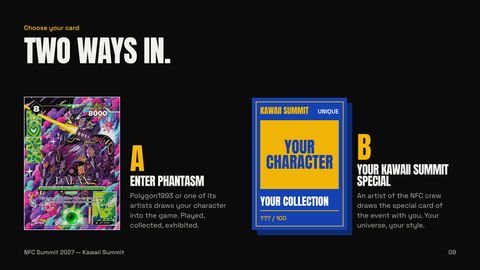 Choose your card
TWO WAYS IN.
8
8000
DALAX
A
ENTER PHANTASM
Polygon1993 or one of its
artists draws your character
into the game. Played,
collected, exhibited.
KAWAII SUMMIT UNIQUE
YOUR
CHARACTER
YOUR COLLECTION
??? / 100
B
YOUR KAWAII SUMMIT
SPECIAL
An artist of the NFC crew
draws the special card of
the event with you. Your
universe, your style.
NFC Summit 2027 — Kawaii Summit
09